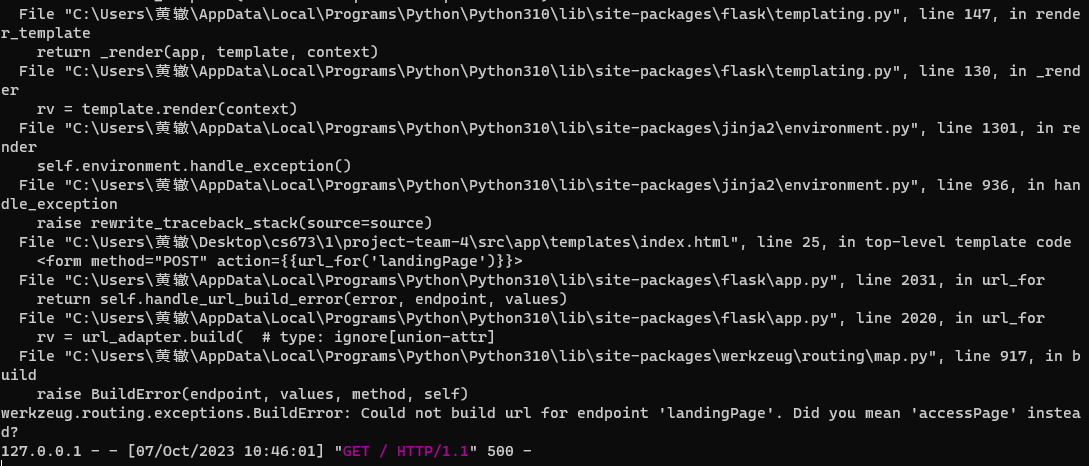 File "C:\Users\黄辙\AppData\Local\Programs\Python\Python310\lib\site-packages\flask\templating.py", line 147, in rende
r_template
    return _render(app, template, context)
  File "C:\Users\黄辙\AppData\Local\Programs\Python\Python310\lib\site-packages\flask\templating.py", line 130, in _rend
er
    rv = template.render(context)
  File "C:\Users\黄辙\AppData\Local\Programs\Python\Python310\lib\site-packages\jinja2\environment.py", line 1301, in re
nder
    self.environment.handle_exception()
  File "C:\Users\黄辙\AppData\Local\Programs\Python\Python310\lib\site-packages\jinja2\environment.py", line 936, in han
dle_exception
    raise rewrite_traceback_stack(source=source)
  File "C:\Users\黄辙\Desktop\cs673\1\project-team-4\src\app\templates\index.html", line 25, in top-level template code
    <form method="POST" action={{url_for('landingPage')}}>
  File "C:\Users\黄辙\AppData\Local\Programs\Python\Python310\lib\site-packages\flask\app.py", line 2031, in url_for
    return self.handle_url_build_error(error, endpoint, values)
  File "C:\Users\黄辙\AppData\Local\Programs\Python\Python310\lib\site-packages\flask\app.py", line 2020, in url_for
    rv = url_adapter.build(  # type: ignore[union-attr]
  File "C:\Users\黄辙\AppData\Local\Programs\Python\Python310\lib\site-packages\werkzeug\routing\map.py", line 917, in b
uild
    raise BuildError(endpoint, values, method, self)
werkzeug.routing.exceptions.BuildError: Could not build url for endpoint 'landingPage'. Did you mean 'accessPage' instea
d?
127.0.0.1 - - [07/Oct/2023 10:46:01] "GET / HTTP/1.1" 500 -